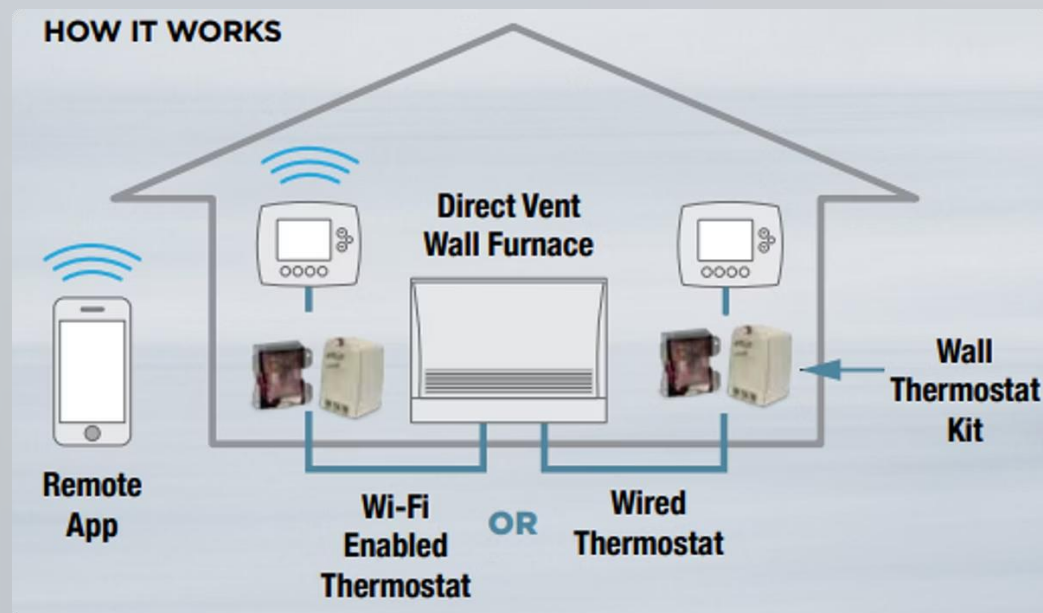 HOW IT WORKS
Direct Vent
Wall Furnace
Wall
Thermostat
Kit
Remote
App
Wi-Fi
Enabled
Thermostat
OR
Wired
Thermostat